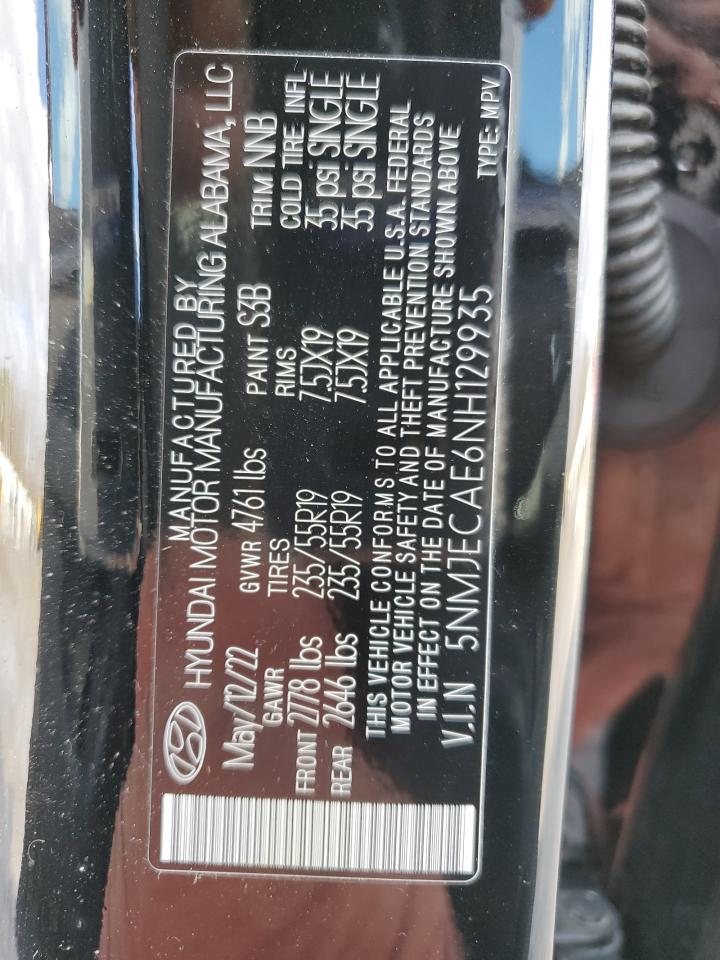 MANUFACTURED BY
HYUNDAI MOTOR MANUFACTURING ALABAMA, LLC
May/12/22 GVWR 4761 lbs PAINT S3B TRIM NNB
GAWR TIRES RIMS COLD TIRE INFL
FRONT 2778 lbs 235/55R19 7.5JX19 35 psi SINGLE
REAR 2646 lbs 235/55R19 7.5JX19 35 psi SINGLE
THIS VEHICLE CONFORMS TO ALL APPLICABLE U.S.A. FEDERAL
MOTOR VEHICLE SAFETY AND THEFT PREVENTION STANDARDS
IN EFFECT ON THE DATE OF MANUFACTURE SHOWN ABOVE
V.I.N 5NMJECAE6NH129935 TYPE: MPV